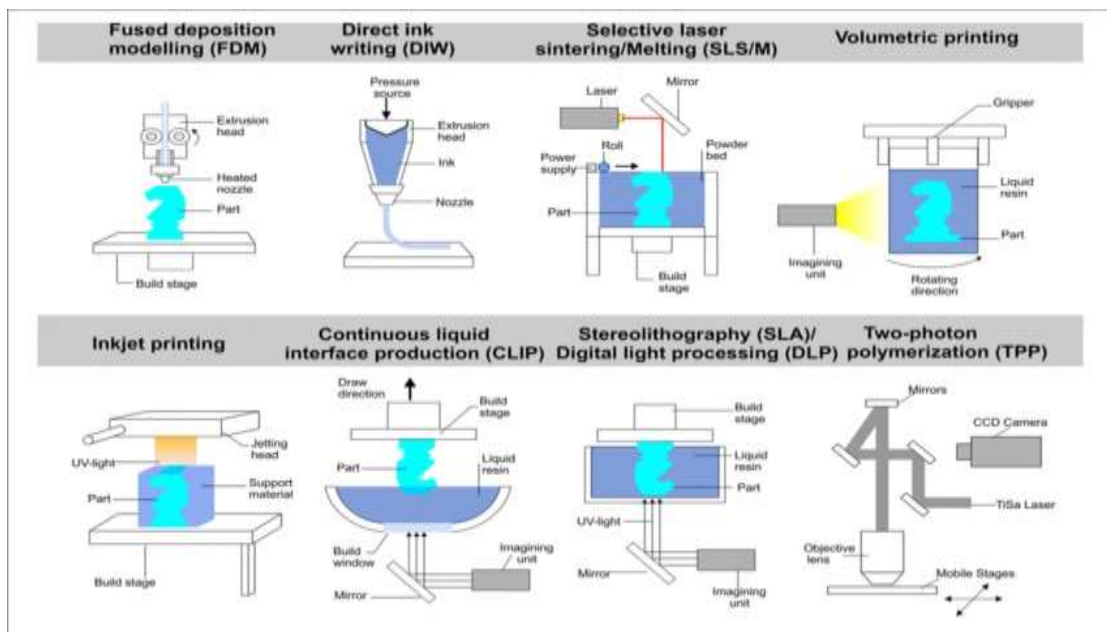 Fused deposition
modelling (FDM)
Extrusion
head
Heated
nozzle
Part
Build stage
Direct ink
writing (DIW)
Pressure
source
Extrusion
head
Ink
Nozzle
Selective laser
sintering/Melting (SLS/M)
Laser
Mirror
Roll
Power
supply
Powder
bed
Part
Build
stage
Volumetric printing
Gripper
Liquid
resin
Part
Imagining
unit
Rotating
direction
Inkjet printing
Jetting
head
UV-light
Support
material
Part
Build stage
Continuous liquid
interface production (CLIP)
Draw
direction
Build
stage
Part
Liquid
resin
Build
window
Imagining
unit
Mirror
Stereolithography (SLA)/
Digital light processing (DLP)
Build
stage
Liquid
resin
Part
UV-light
Mirror
Imagining
unit
Two-photon
polymerization (TPP)
Mirrors
CCD Camera
TiSa Laser
Objective
lens
Mobile Stages